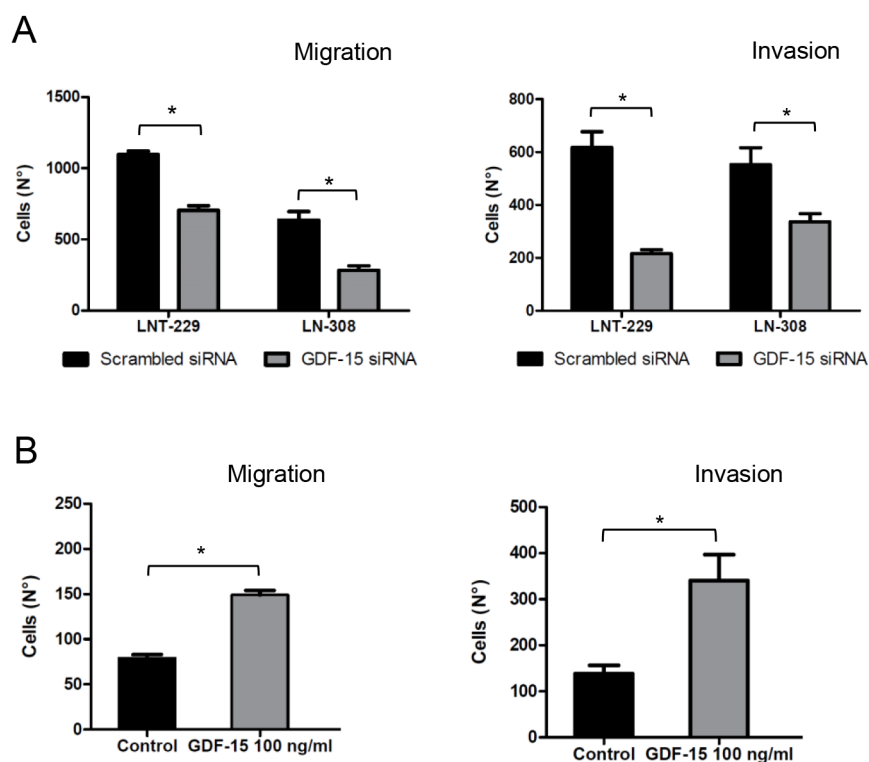 A
Migration
Invasion
Cells (N°)
1500
1000
500
0
*
*
LNT-229
LN-308
Scrambled siRNA
GDF-15 siRNA
Cells (N°)
800
600
400
200
0
*
*
LNT-229
LN-308
Scrambled siRNA
GDF-15 siRNA
B
Migration
Invasion
Cells (N°)
250
200
150
100
50
0
*
Control
GDF-15 100 ng/ml
Cells (N°)
500
400
300
200
100
0
*
Control
GDF-15 100 ng/ml